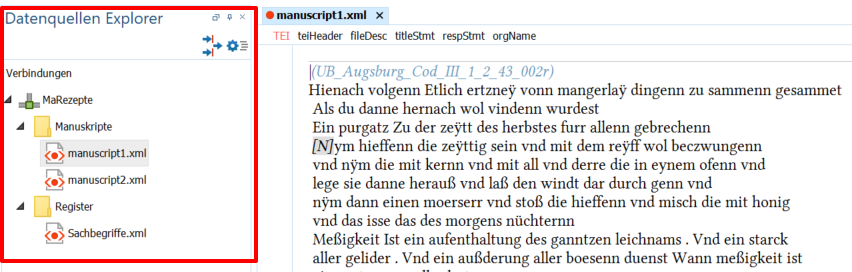 Datenquellen Explorer
Verbindungen
MaRezepte
Manuskripte
manuscript1.xml
manuscript2.xml
Register
Sachbegriffe.xml
manuscript1.xml ×
TEI teiHeader fileDesc titleStmt respStmt orgName
(UB_Augsburg_Cod_III_1_2_43_002r)
Hienach volgenn Etlich ertzneÿ vonn mangerlaÿ dingenn zu sammenn gesammet
Als du danne hernach wol vindenn wurdest
Ein purgatz Zu der zeÿtt des herbstes furr allenn gebrechenn
[N]ym hieffenn die zeÿttig sein vnd mit dem reÿff wol beczwungenn
vnd nÿm die mit kernn vnd mit all vnd derre die in eynem ofenn vnd
lege sie danne herauß vnd laß den windt dar durch genn vnd
nÿm dann einen moerserr vnd stoß die hieffenn vnd misch die mit honig
vnd das isse das des morgens nüchternn
Meßigkeit Ist ein aufenthaltung des ganntzen leichnams . Vnd ein starck
aller gelider . Vnd ein außderung aller boesenn duenst Wann meßigkeit ist